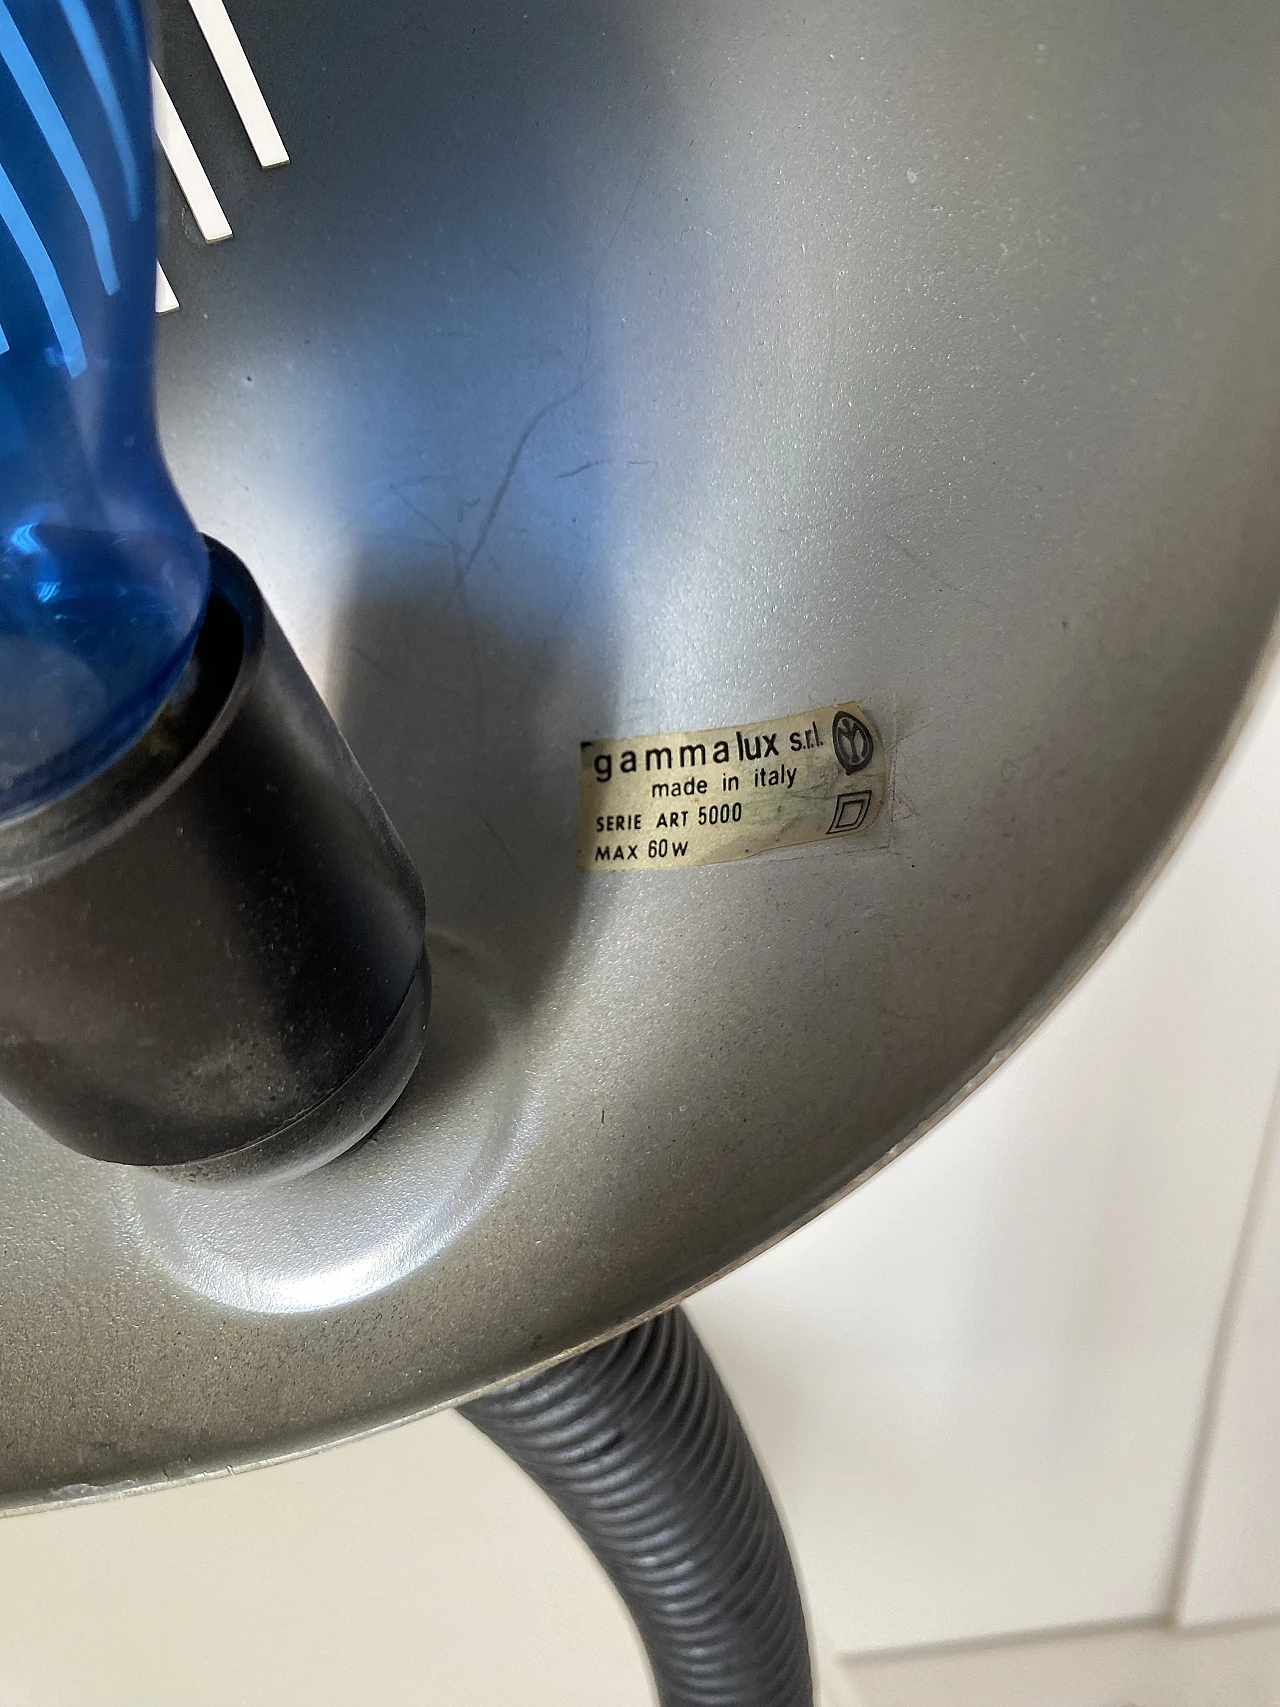 gammalux s.r.l.
made in italy
SERIE ART 5000
MAX 60W